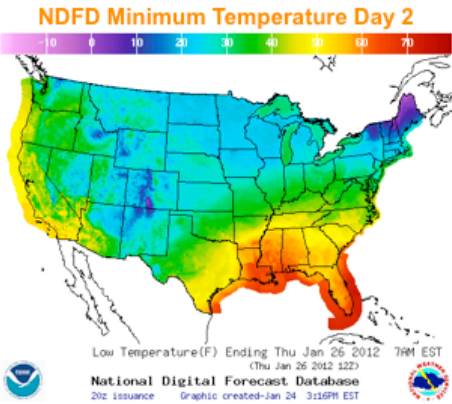 NDFD Minimum Temperature Day 2
-10 0 10 20 30 40 50 60 70
Low Temperature(F) Ending Thu Jan 26 2012 7AM EST
(Thu Jan 26 2012 12Z)
National Digital Forecast Database
20z issuance Graphic created-Jan 24 3:16PM EST